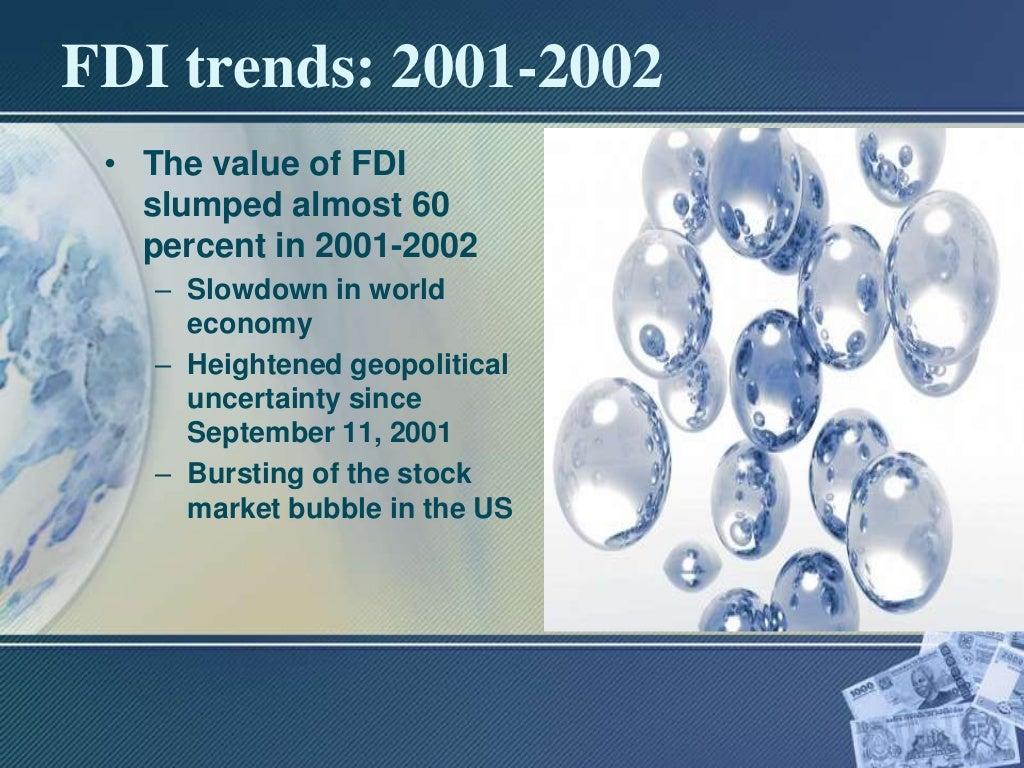 FDI trends: 2001-2002
• The value of FDI
slumped almost 60
percent in 2001-2002
– Slowdown in world
economy
– Heightened geopolitical
uncertainty since
September 11, 2001
– Bursting of the stock
market bubble in the US
1000